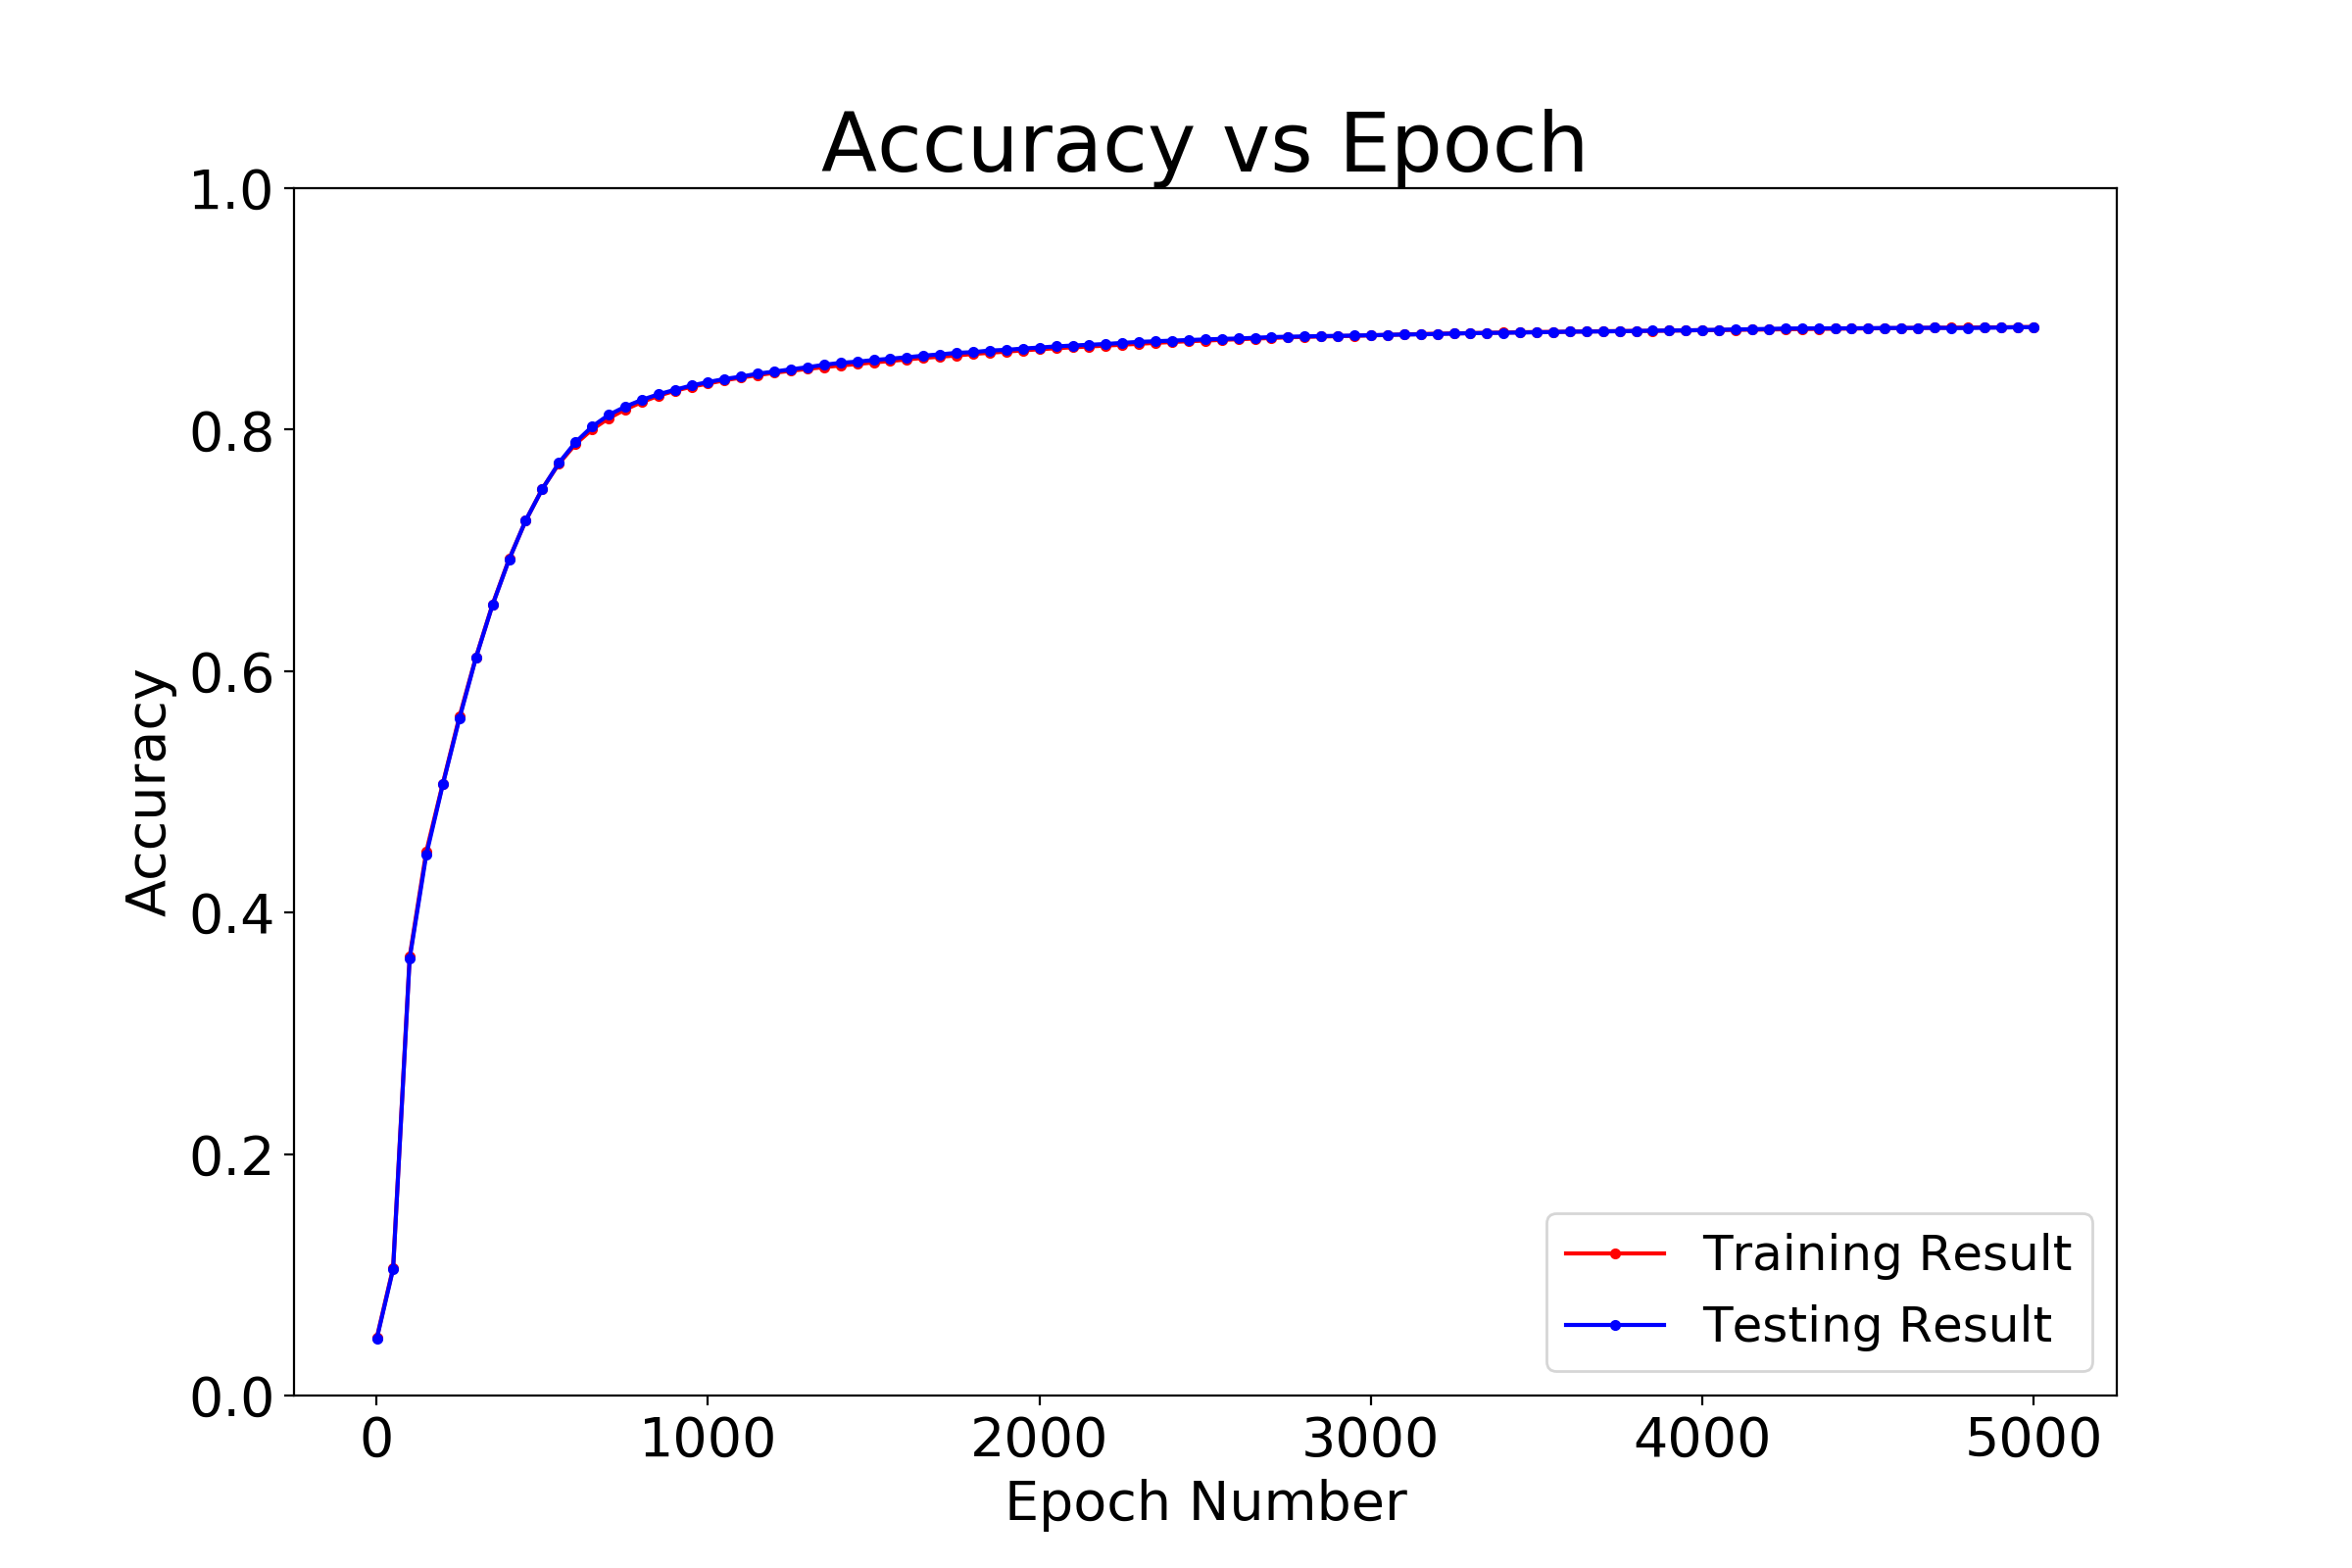 Accuracy vs Epoch
1.0
0.8
0.6
0.4
0.2
0.0
Accuracy
0 1000 2000 3000 4000 5000
Epoch Number
Training Result
Testing Result